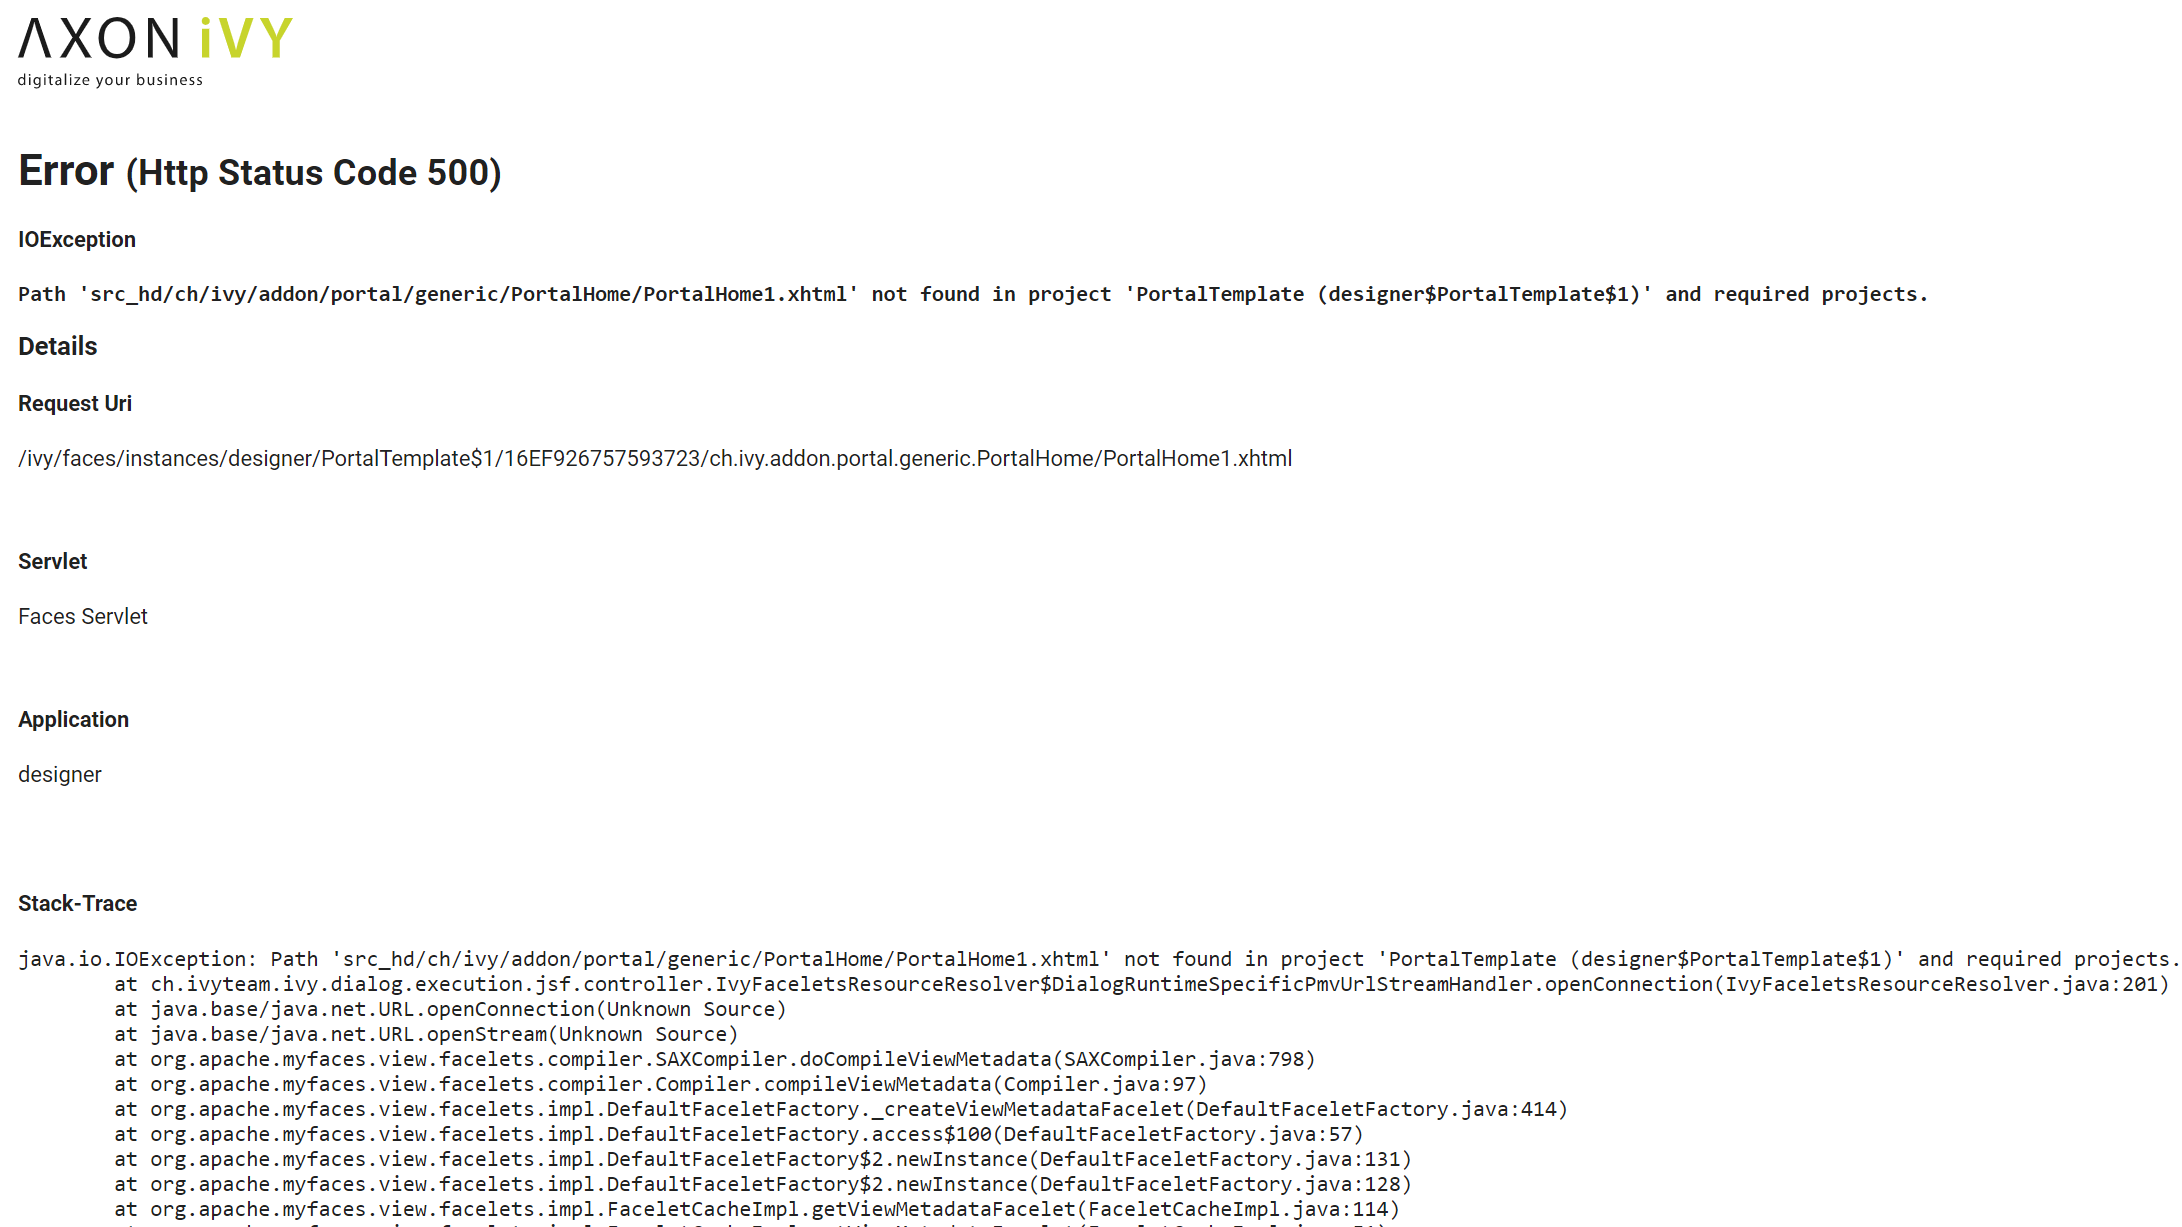 AXON iVY
digitalize your business
Error (Http Status Code 500)
IOException
Path 'src_hd/ch/ivy/addon/portal/generic/PortalHome/PortalHome1.xhtml' not found in project 'PortalTemplate (designer$PortalTemplate$1)' and required projects.
Details
Request Uri
/ivy/faces/instances/designer/PortalTemplate$1/16EF926757593723/ch.ivy.addon.portal.generic.PortalHome/PortalHome1.xhtml
Servlet
Faces Servlet
Application
designer
Stack-Trace
java.io.IOException: Path 'src_hd/ch/ivy/addon/portal/generic/PortalHome/PortalHome1.xhtml' not found in project 'PortalTemplate (designer$PortalTemplate$1)' and required projects.
at ch.ivyteam.ivy.dialog.execution.jsf.controller.IvyFaceletsResourceResolver$DialogRuntimeSpecificPmvUrlStreamHandler.openConnection(IvyFaceletsResourceResolver.java:201)
at java.base/java.net.URL.openConnection(Unknown Source)
at java.base/java.net.URL.openStream(Unknown Source)
at org.apache.myfaces.view.facelets.compiler.SAXCompiler.doCompileViewMetadata(SAXCompiler.java:798)
at org.apache.myfaces.view.facelets.compiler.Compiler.compileViewMetadata(Compiler.java:97)
at org.apache.myfaces.view.facelets.impl.DefaultFaceletFactory._createViewMetadataFacelet(DefaultFaceletFactory.java:414)
at org.apache.myfaces.view.facelets.impl.DefaultFaceletFactory.access$100(DefaultFaceletFactory.java:57)
at org.apache.myfaces.view.facelets.impl.DefaultFaceletFactory$2.newInstance(DefaultFaceletFactory.java:131)
at org.apache.myfaces.view.facelets.impl.DefaultFaceletFactory$2.newInstance(DefaultFaceletFactory.java:128)
at org.apache.myfaces.view.facelets.impl.FaceletCacheImpl.getViewMetadataFacelet(FaceletCacheImpl.java:114)